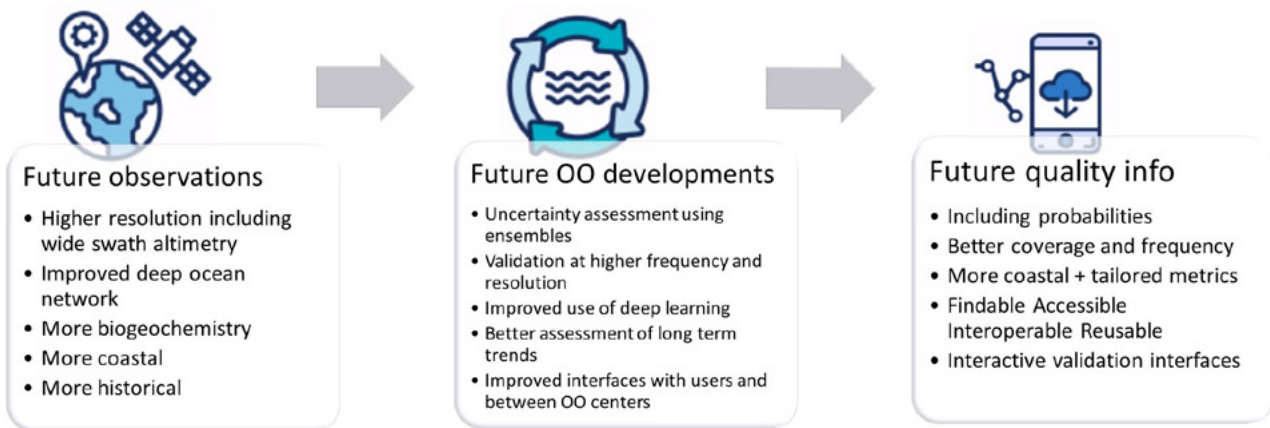 Future observations
• Higher resolution including
wide swath altimetry
• Improved deep ocean
network
• More biogeochemistry
• More coastal
• More historical
Future OO developments
• Uncertainty assessment using
ensembles
• Validation at higher frequency and
resolution
• Improved use of deep learning
• Better assessment of long term
trends
• Improved interfaces with users and
between OO centers
Future quality info
• Including probabilities
• Better coverage and frequency
• More coastal + tailored metrics
• Findable Accessible
Interoperable Reusable
• Interactive validation interfaces